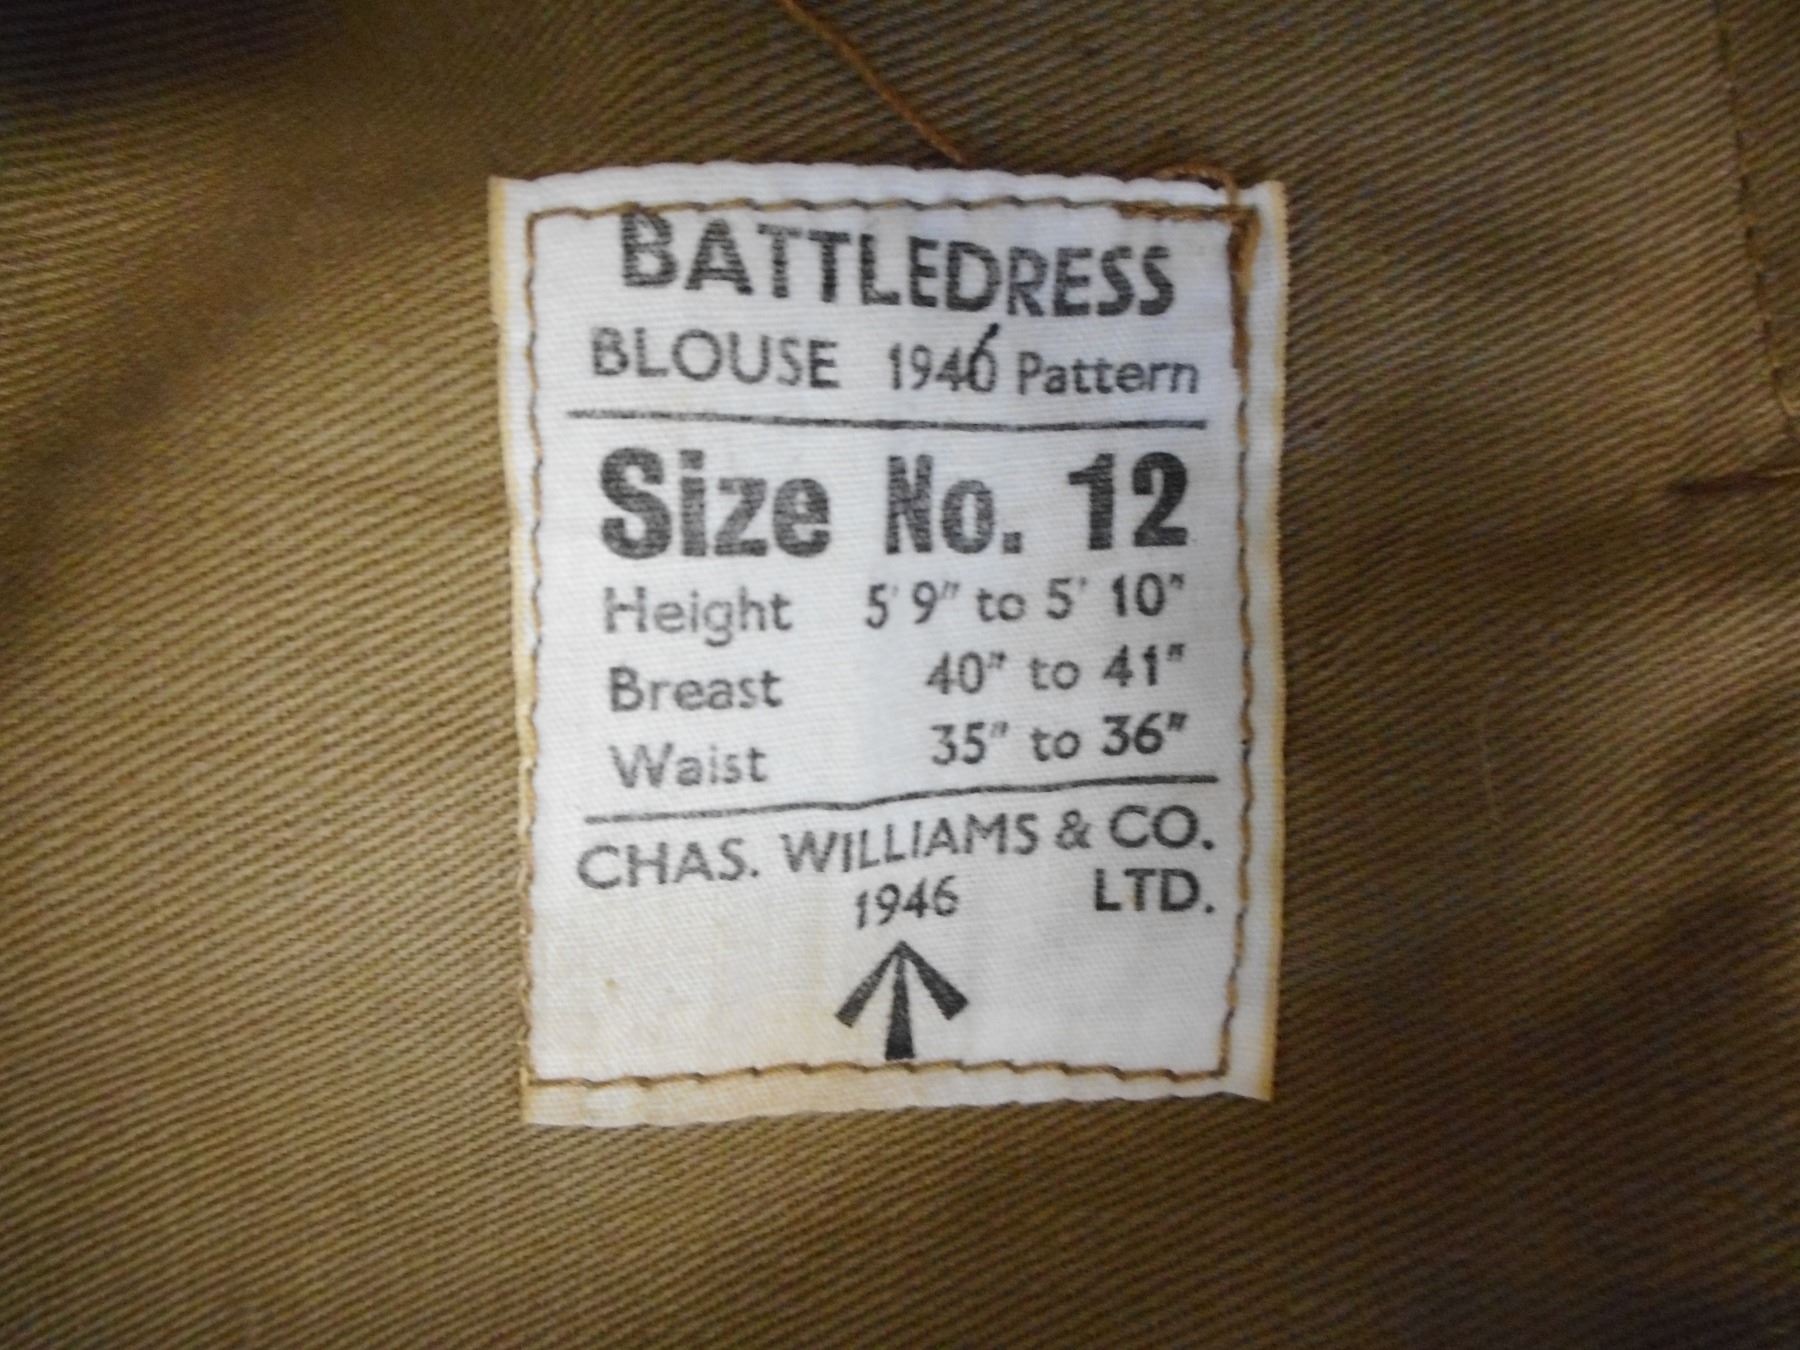 BATTLEDRESS
BLOUSE 1946 Pattern
Size No. 12
Height 5' 9" to 5' 10"
Breast 40" to 41"
Waist 35" to 36"
CHAS. WILLIAMS & CO.
1946 LTD.